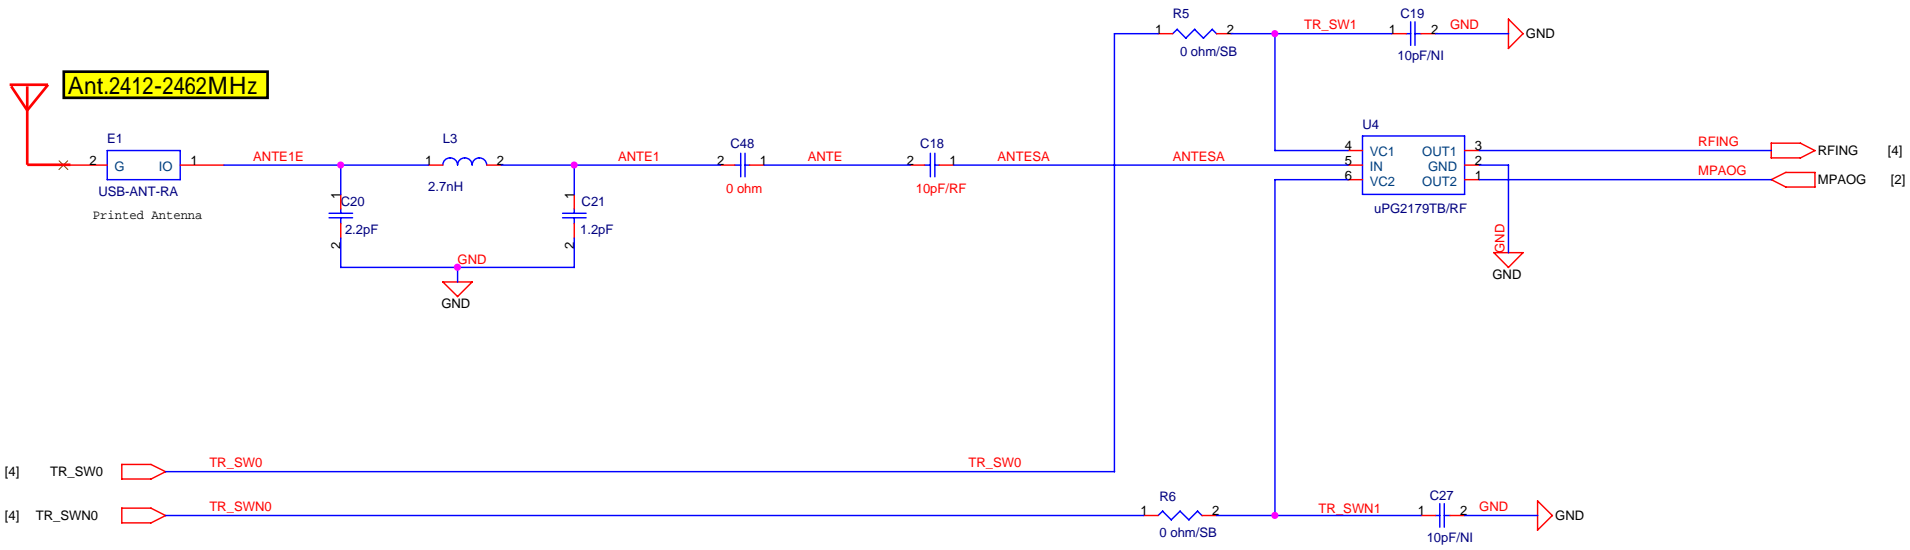 R5
1 2
0 ohm/SB
TR_SW1
C19
1 2
10pF/NI
GND
GND
Ant.2412-2462MHz
E1
2 G IO 1
USB-ANT-RA
Printed Antenna
ANTE1E
L3
1 2
2.7nH
ANTE1
C48
2 1
0 ohm
ANTE
C18
2 1
10pF/RF
ANTESA
ANTESA
U4
4 VC1 OUT1 3
5 IN GND 2
6 VC2 OUT2 1
uPG2179TB/RF
RFING
RFING [4]
MPAOG
MPAOG [2]
GND
GND
1
C20
2.2pF
2
1
C21
1.2pF
2
GND
GND
[4] TR_SW0
TR_SW0
TR_SW0
[4] TR_SWN0
TR_SWN0
R6
1 2
0 ohm/SB
TR_SWN1
C27
1 2
10pF/NI
GND
GND